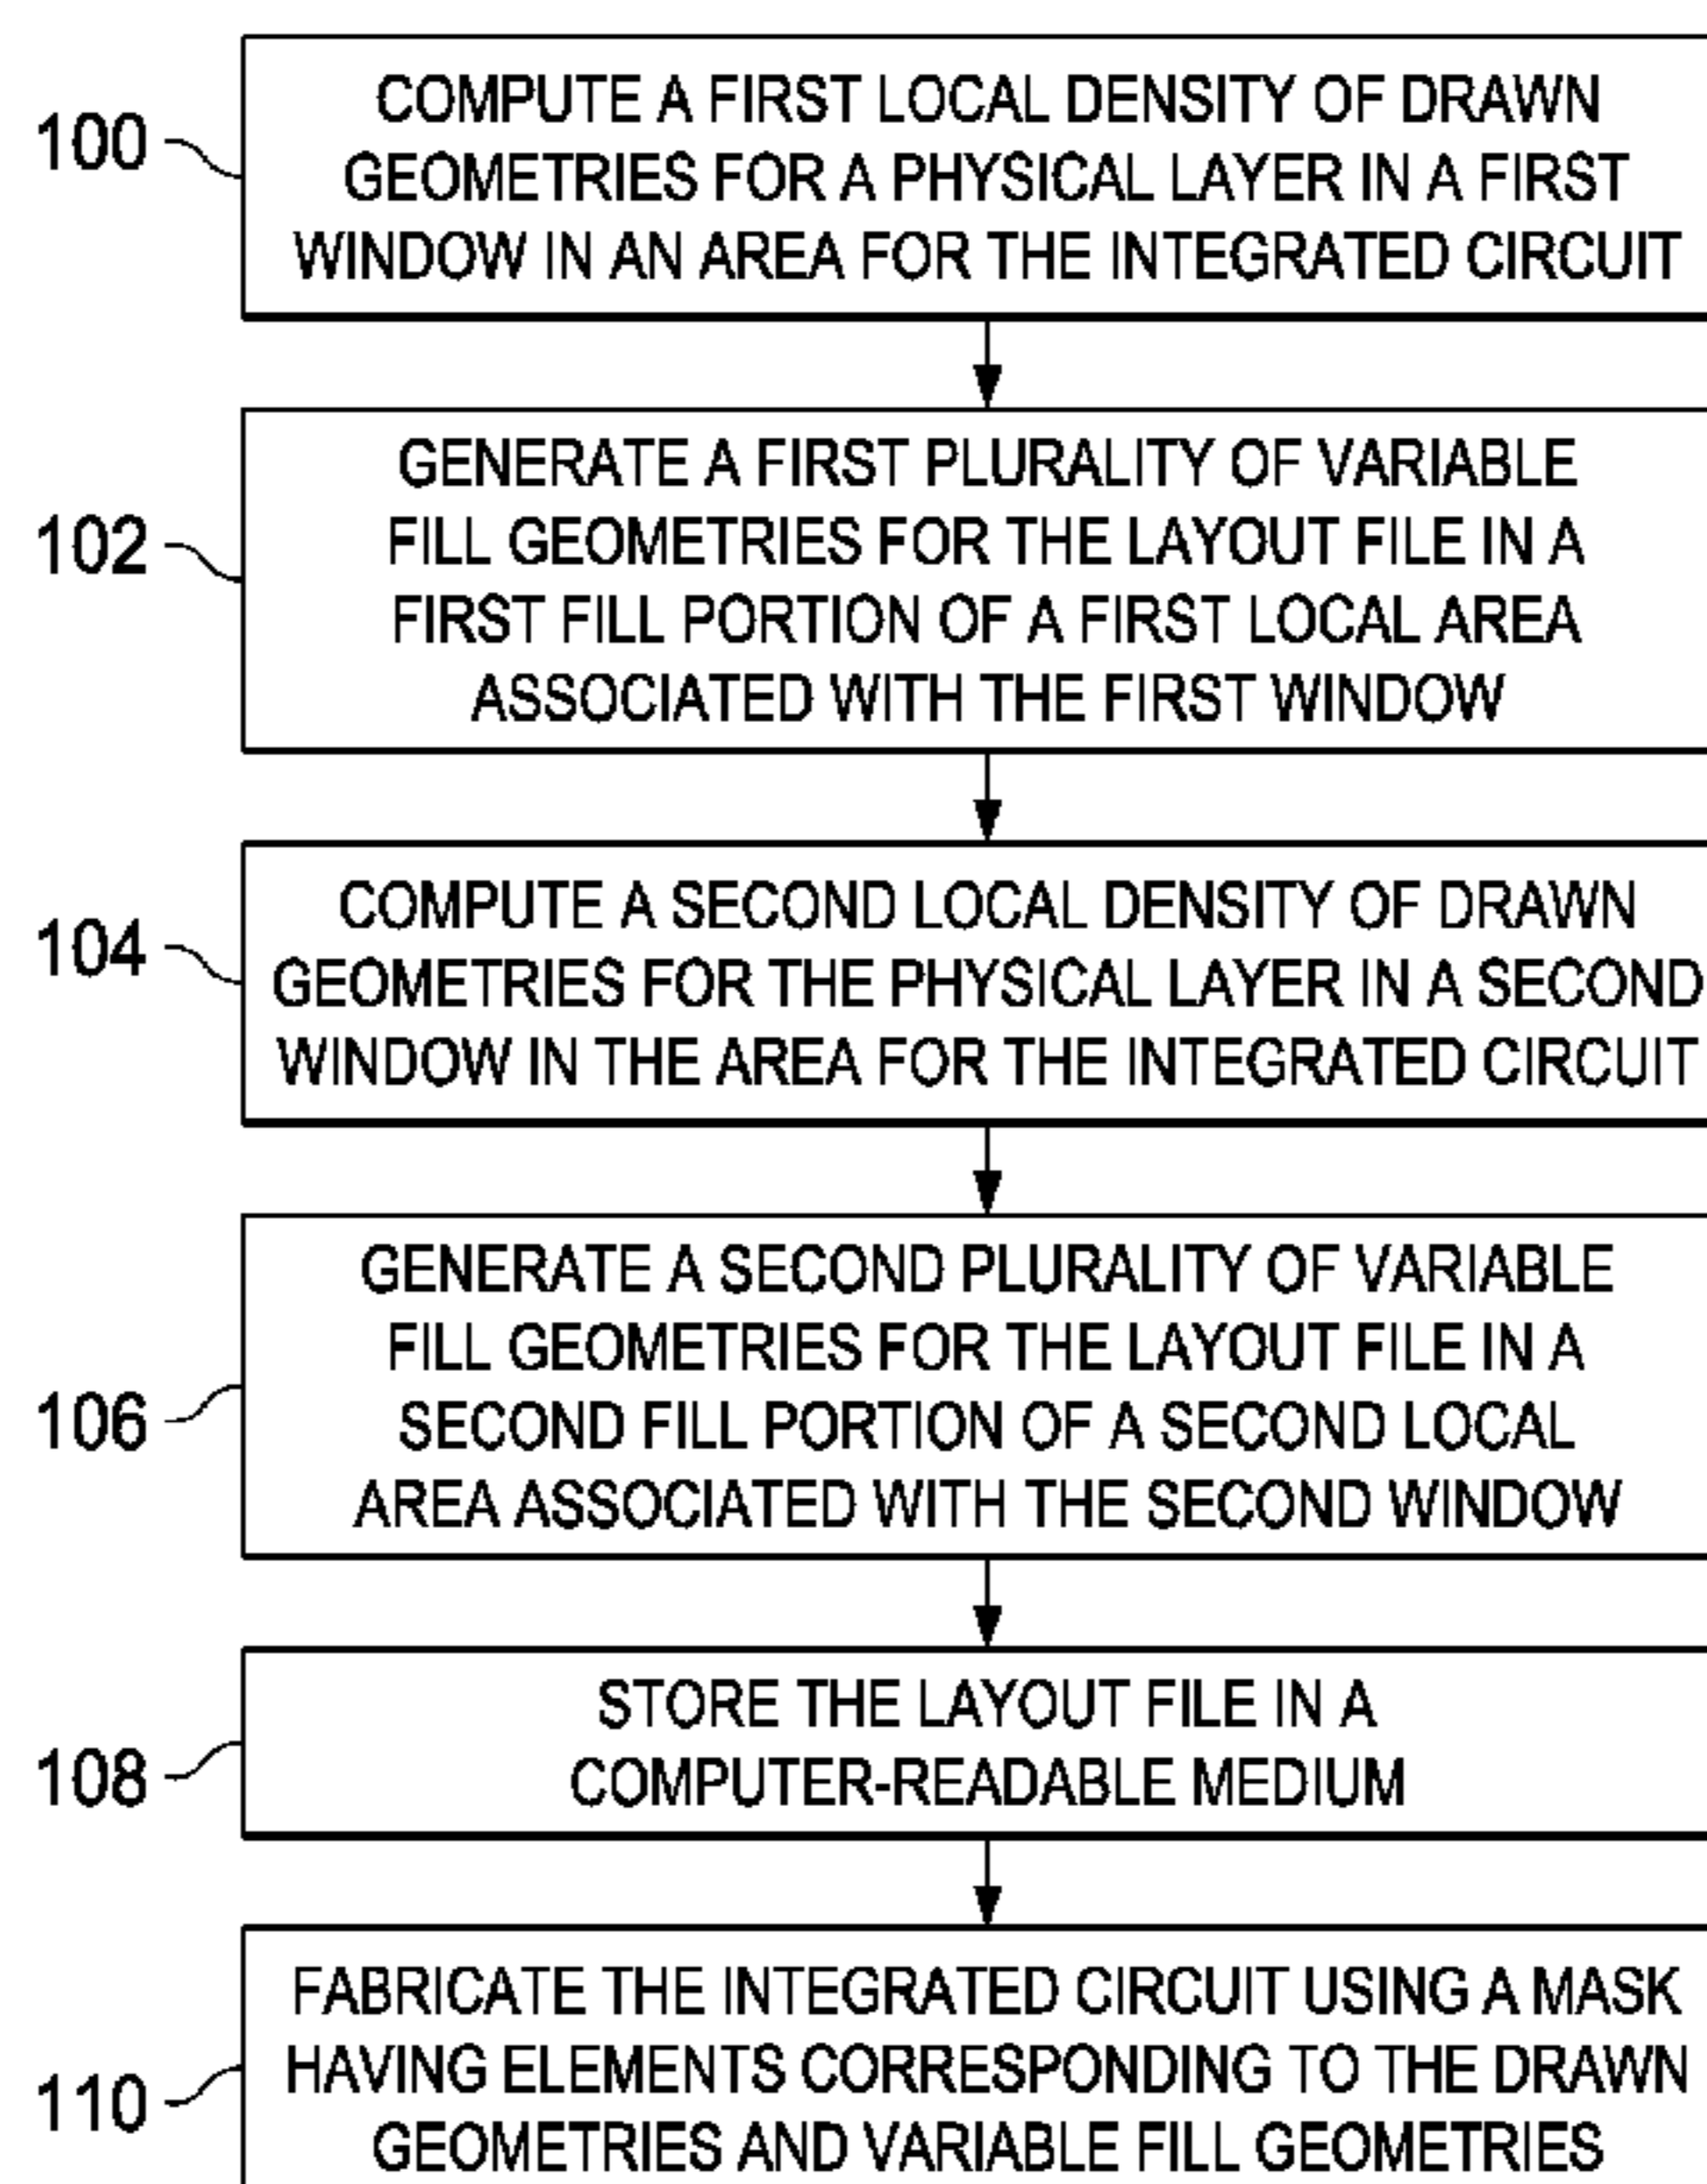 100
COMPUTE A FIRST LOCAL DENSITY OF DRAWN
GEOMETRIES FOR A PHYSICAL LAYER IN A FIRST
WINDOW IN AN AREA FOR THE INTEGRATED CIRCUIT
102
GENERATE A FIRST PLURALITY OF VARIABLE
FILL GEOMETRIES FOR THE LAYOUT FILE IN A
FIRST FILL PORTION OF A FIRST LOCAL AREA
ASSOCIATED WITH THE FIRST WINDOW
104
COMPUTE A SECOND LOCAL DENSITY OF DRAWN
GEOMETRIES FOR THE PHYSICAL LAYER IN A SECOND
WINDOW IN THE AREA FOR THE INTEGRATED CIRCUIT
106
GENERATE A SECOND PLURALITY OF VARIABLE
FILL GEOMETRIES FOR THE LAYOUT FILE IN A
SECOND FILL PORTION OF A SECOND LOCAL
AREA ASSOCIATED WITH THE SECOND WINDOW
108
STORE THE LAYOUT FILE IN A
COMPUTER-READABLE MEDIUM
110
FABRICATE THE INTEGRATED CIRCUIT USING A MASK
HAVING ELEMENTS CORRESPONDING TO THE DRAWN
GEOMETRIES AND VARIABLE FILL GEOMETRIES